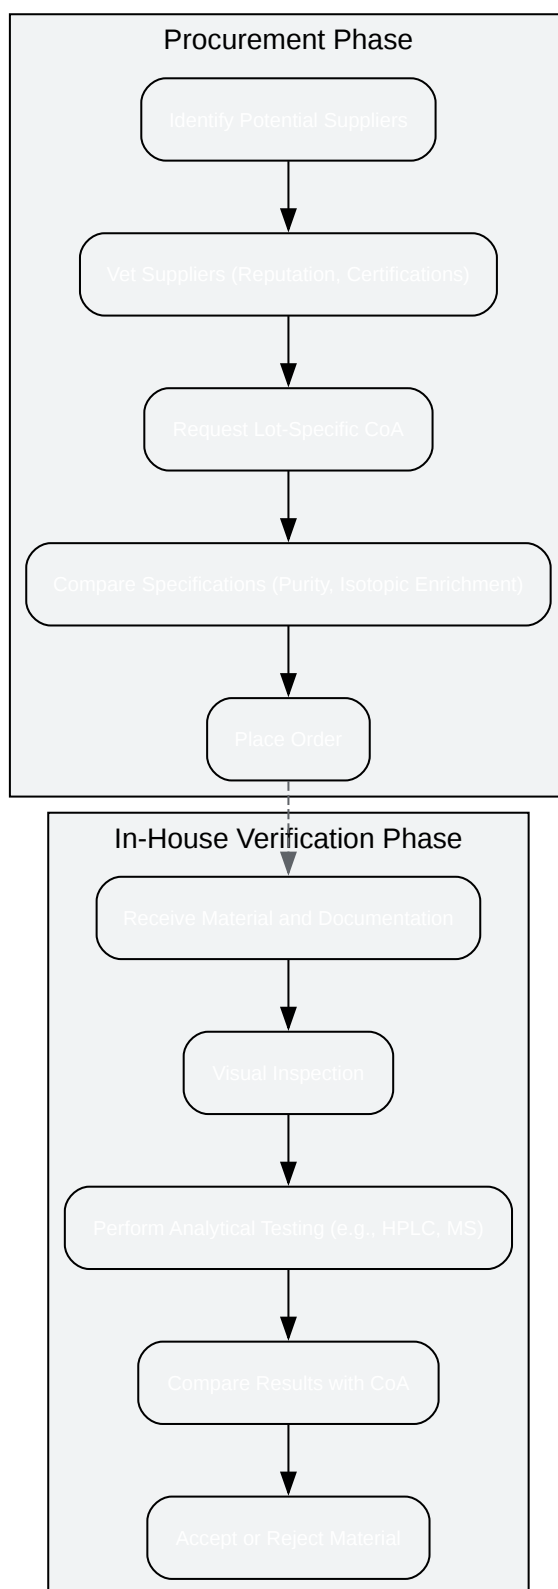 Procurement Phase
Identify Potential Suppliers
Vet Suppliers (Reputation, Certifications)
Request Lot-Specific CoA
Compare Specifications (Purity, Isotopic Enrichment)
Place Order
In-House Verification Phase
Receive Material and Documentation
Visual Inspection
Perform Analytical Testing (e.g., HPLC, MS)
Compare Results with CoA
Accept or Reject Material